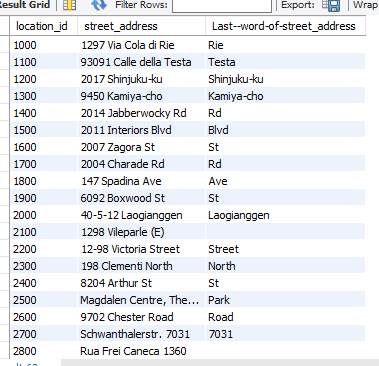 Result Grid Filter Rows: Export: Wrap
location_id street_address Last--word-of-street_address
1000 1297 Via Cola di Rie Rie
1100 93091 Calle della Testa Testa
1200 2017 Shinjuku-ku Shinjuku-ku
1300 9450 Kamiya-cho Kamiya-cho
1400 2014 Jabberwocky Rd Rd
1500 2011 Interiors Blvd Blvd
1600 2007 Zagora St St
1700 2004 Charade Rd Rd
1800 147 Spadina Ave Ave
1900 6092 Boxwood St St
2000 40-5-12 Laogianggen Laogianggen
2100 1298 Vileparle (E)
2200 12-98 Victoria Street Street
2300 198 Clementi North North
2400 8204 Arthur St St
2500 Magdalen Centre, The... Park
2600 9702 Chester Road Road
2700 Schwanthalerstr. 7031 7031
2800 Rua Frei Caneca 1360